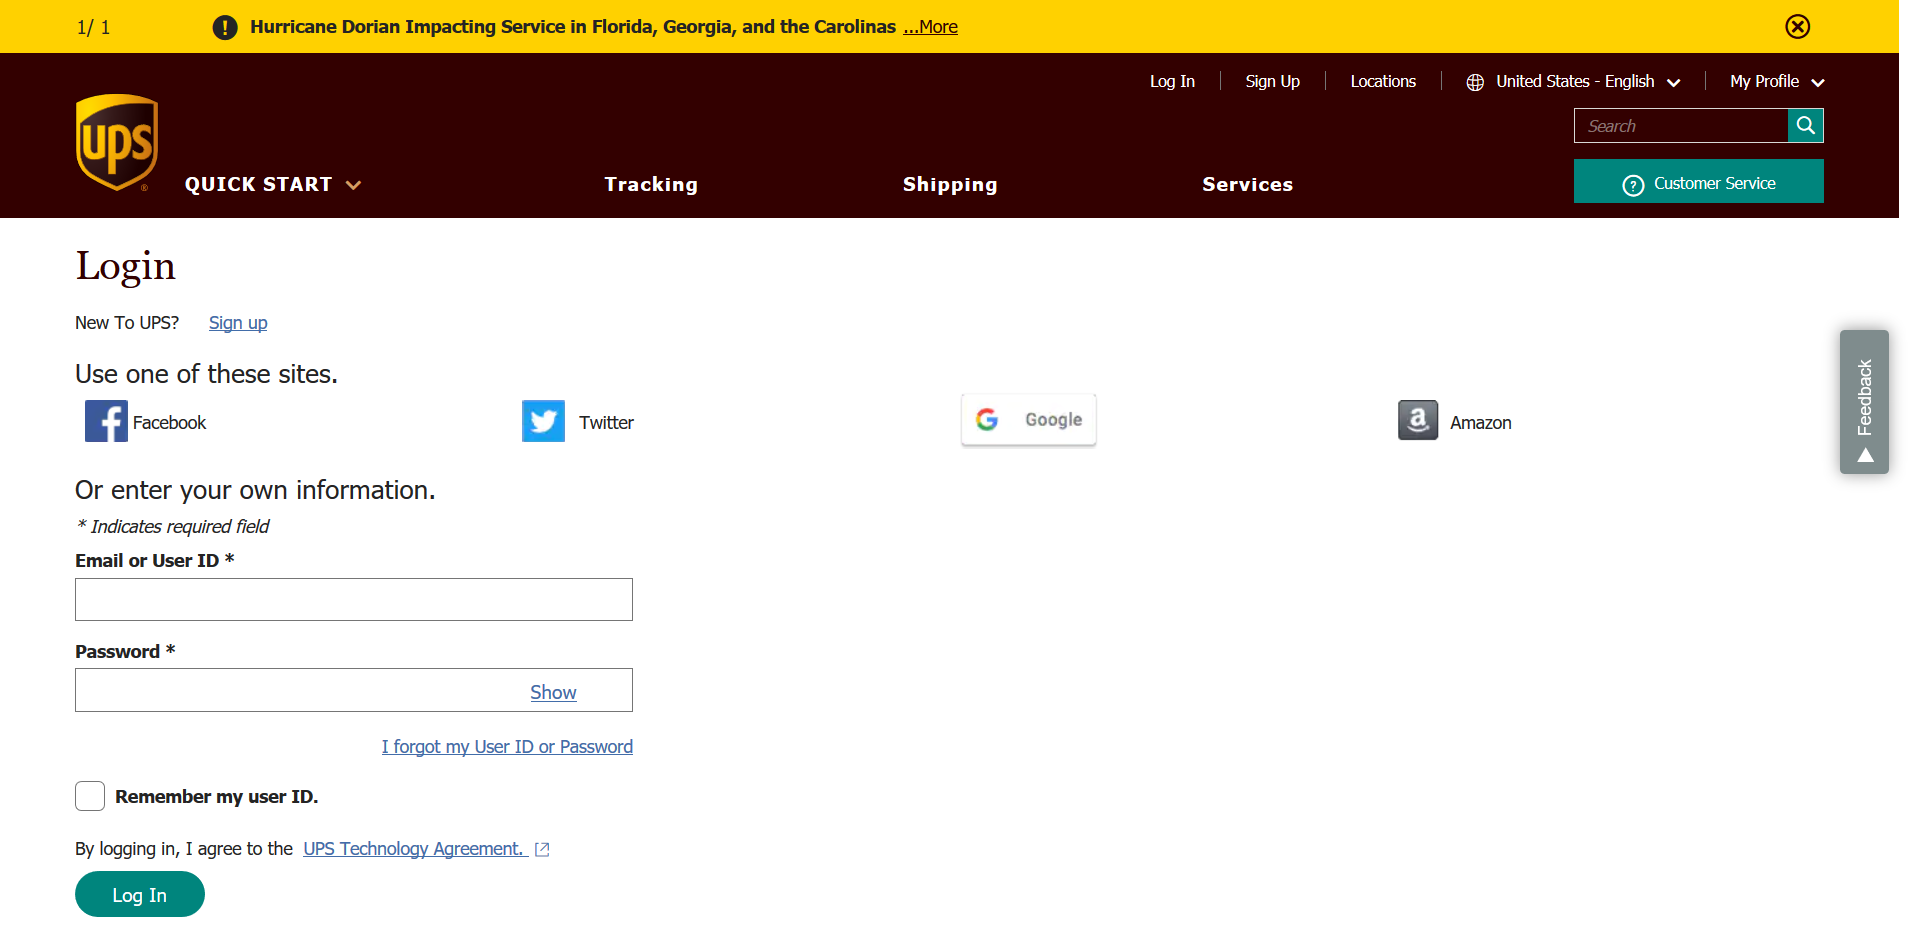 1/ 1
Hurricane Dorian Impacting Service in Florida, Georgia, and the Carolinas ...More
Log In
Sign Up
Locations
United States - English
My Profile
Search
ups
®
QUICK START
Tracking
Shipping
Services
Customer Service
Login
New To UPS? Sign up
Use one of these sites.
Facebook
Twitter
Google
Amazon
Feedback
Or enter your own information.
* Indicates required field
Email or User ID *
Password *
Show
I forgot my User ID or Password
Remember my user ID.
By logging in, I agree to the UPS Technology Agreement.
Log In